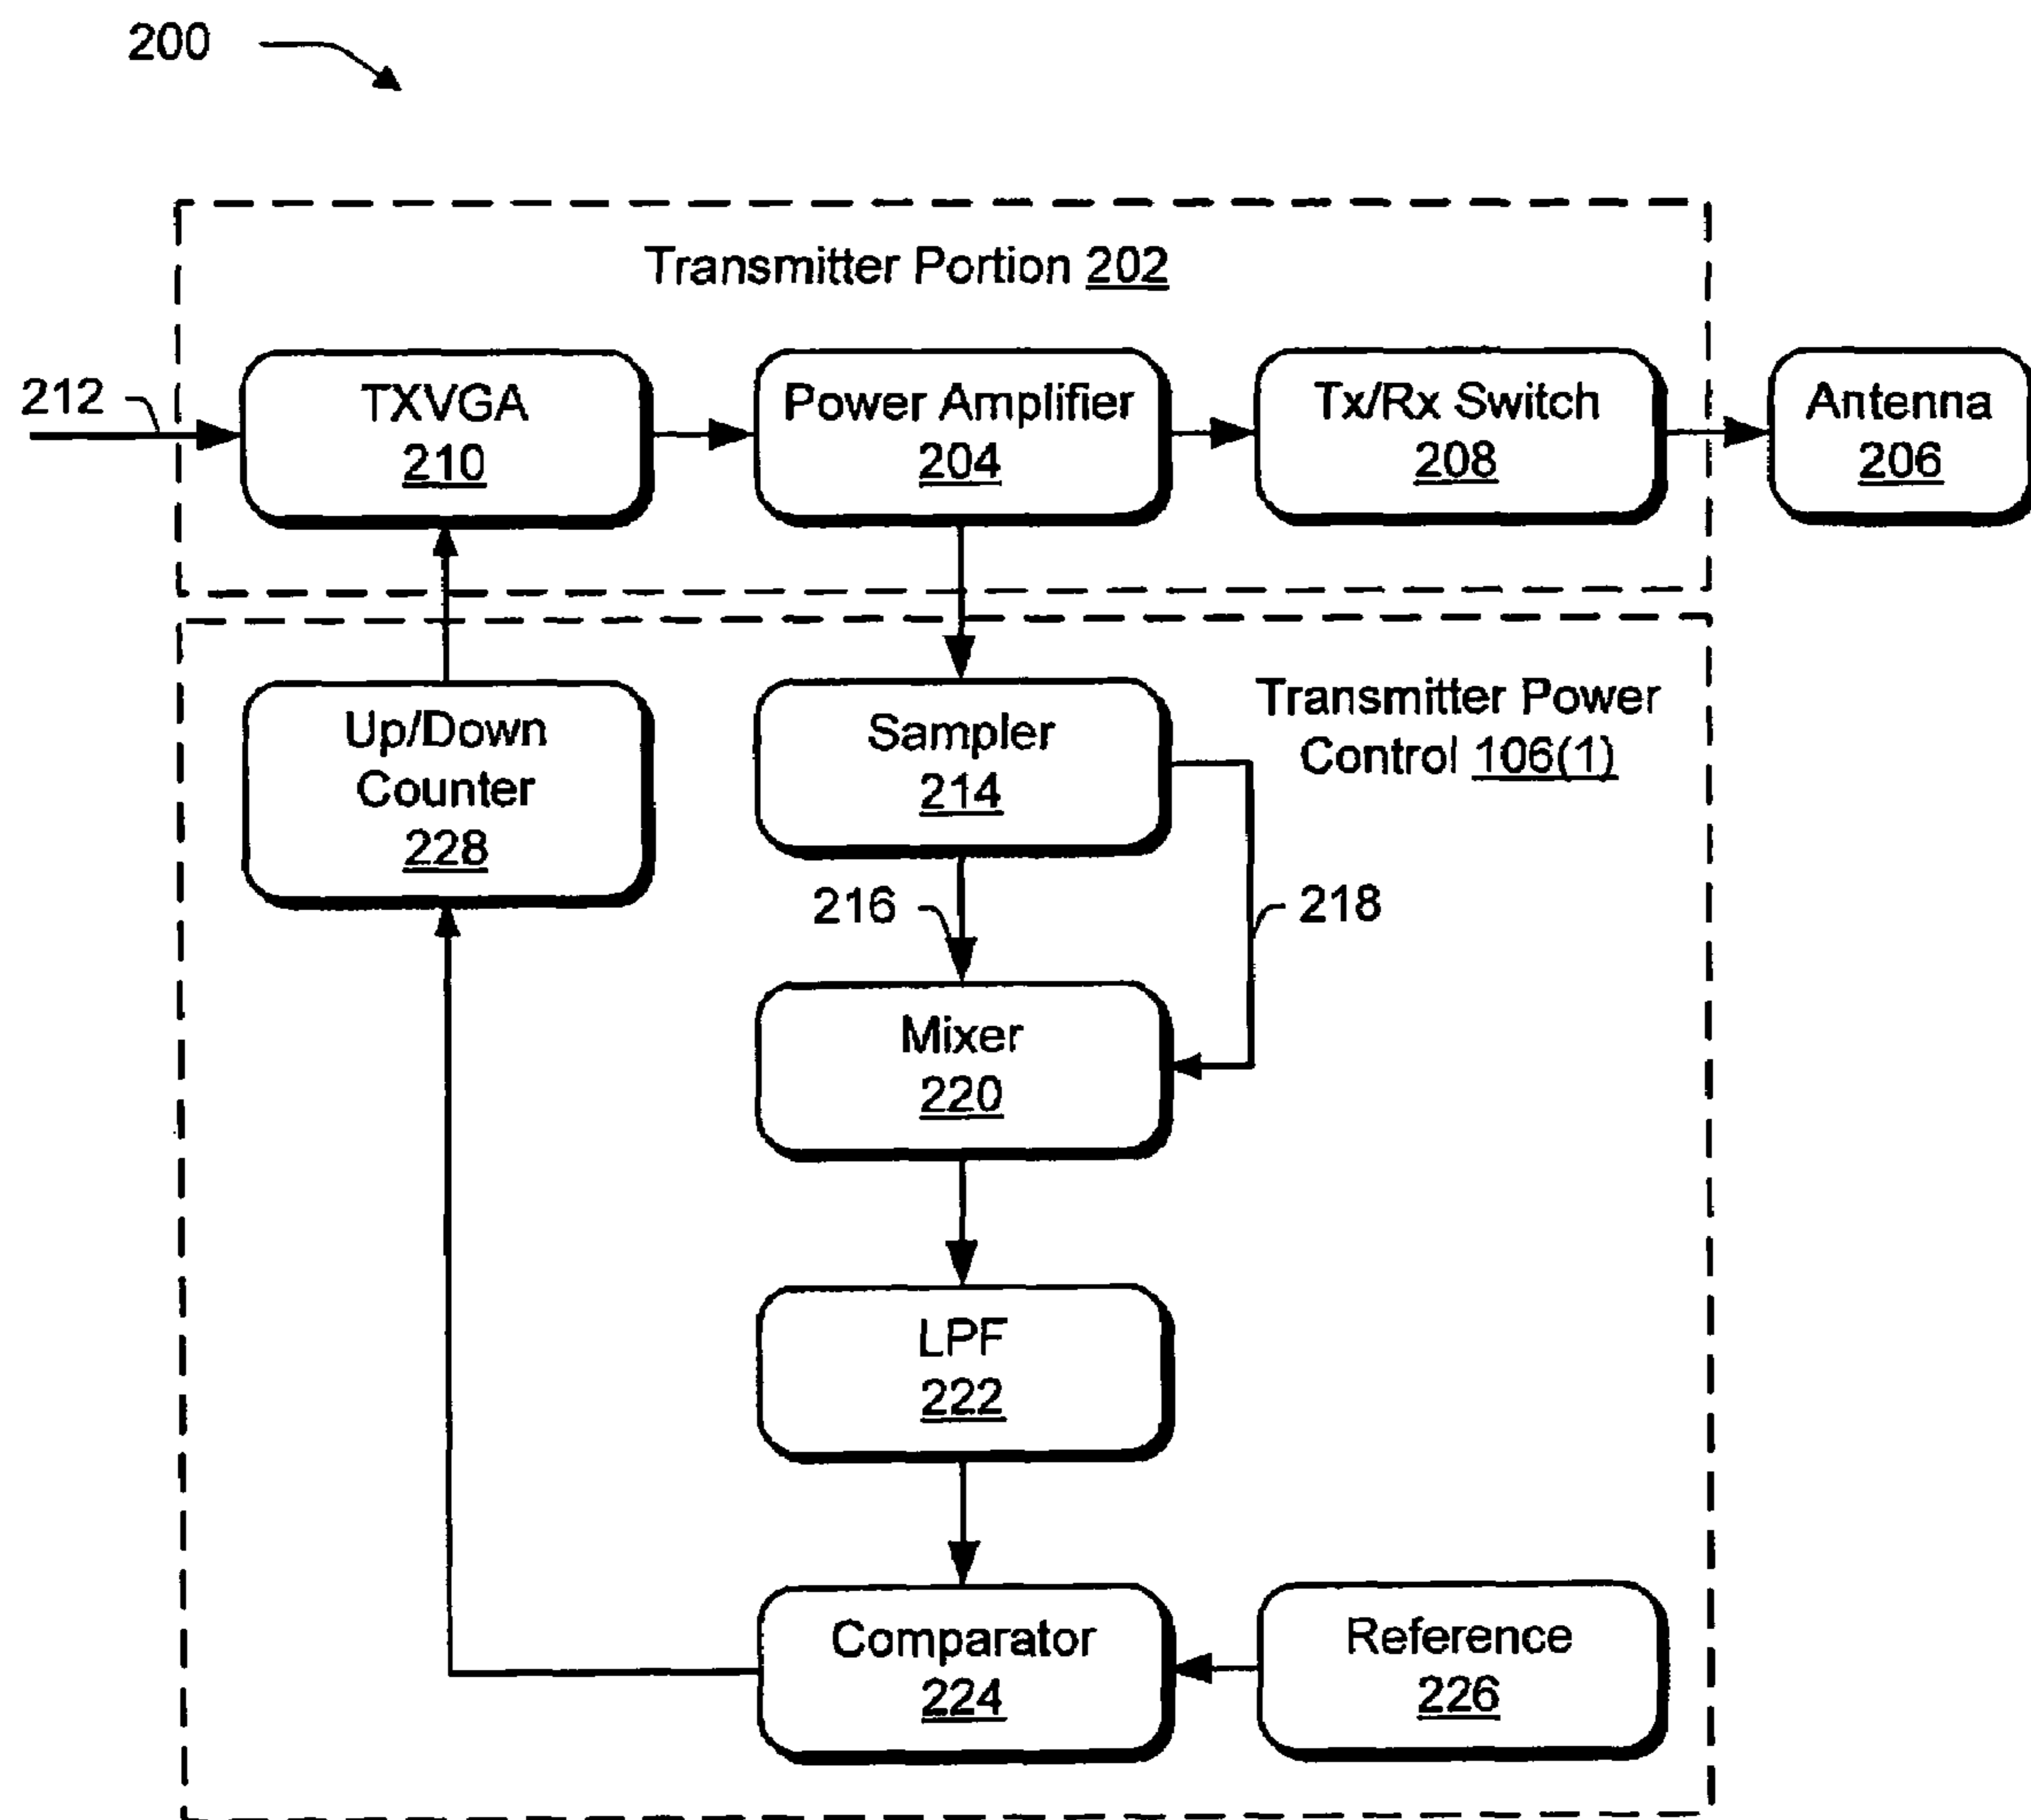 200
Transmitter Portion 202
212
TXVGA
210
Power Amplifier
204
Tx/Rx Switch
208
Antenna
206
Up/Down
Counter
228
Sampler
214
Transmitter Power
Control 106(1)
216
218
Mixer
220
LPF
222
Comparator
224
Reference
226